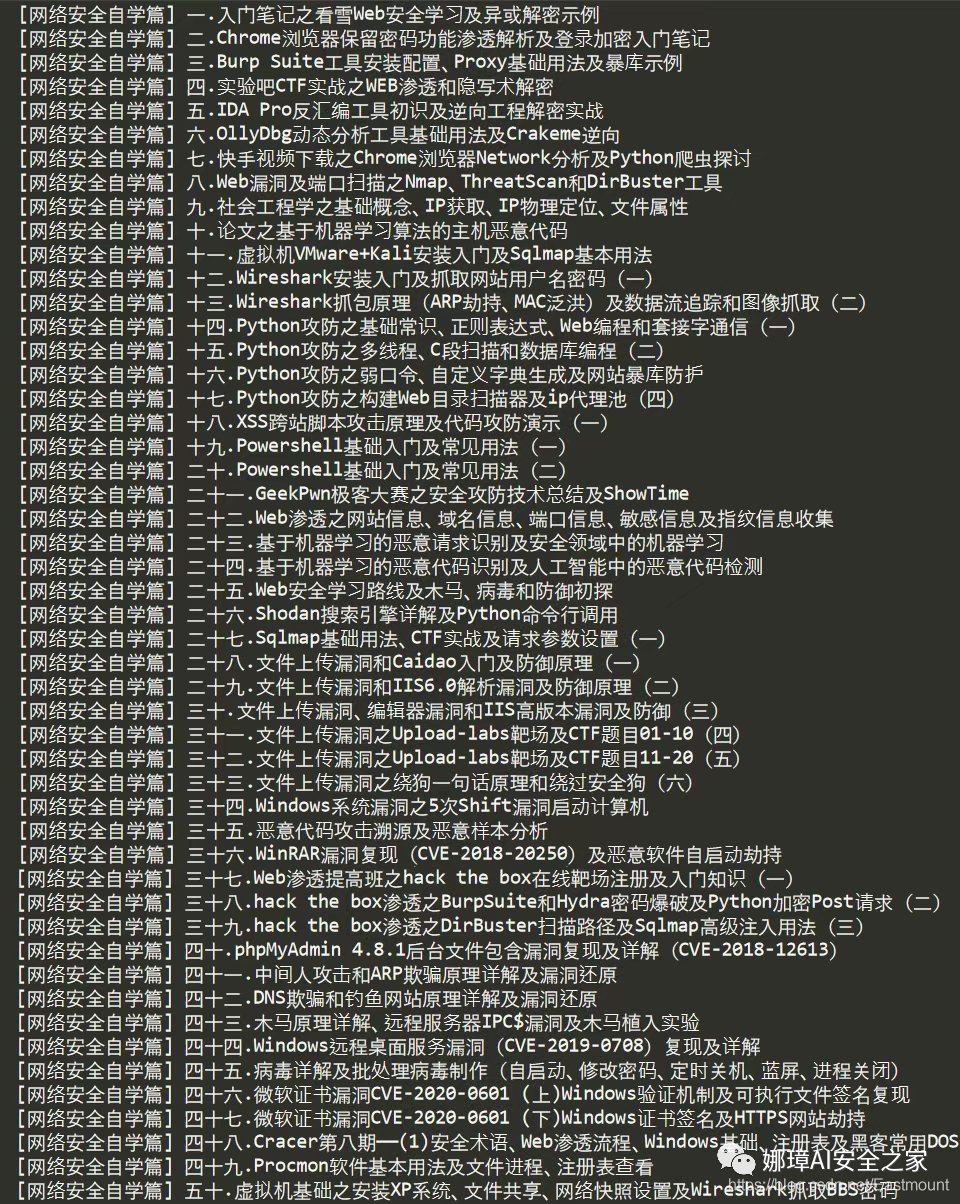 [网络安全自学篇] 一.入门笔记之看雪Web安全学习及异或解密示例
[网络安全自学篇] 二.Chrome浏览器保留密码功能渗透解析及登录加密入门笔记
[网络安全自学篇] 三.Burp Suite工具安装配置、Proxy基础用法及暴库示例
[网络安全自学篇] 四.实验吧CTF实战之WEB渗透和隐写术解密
[网络安全自学篇] 五.IDA Pro反汇编工具初识及逆向工程解密实战
[网络安全自学篇] 六.OllyDbg动态分析工具基础用法及Crakeme逆向
[网络安全自学篇] 七.快手视频下载之Chrome浏览器Network分析及Python爬虫探讨
[网络安全自学篇] 八.Web漏洞及端口扫描之Nmap、ThreatScan和DirBuster工具
[网络安全自学篇] 九.社会工程学之基础概念、IP获取、IP物理定位、文件属性
[网络安全自学篇] 十.论文之基于机器学习算法的主机恶意代码
[网络安全自学篇] 十一.虚拟机VMware+Kali安装入门及Sqlmap基本用法
[网络安全自学篇] 十二.Wireshark安装入门及抓取网站用户名密码（一）
[网络安全自学篇] 十三.Wireshark抓包原理（ARP劫持、MAC泛洪）及数据流追踪和图像抓取（二）
[网络安全自学篇] 十四.Python攻防之基础常识、正则表达式、Web编程和套接字通信（一）
[网络安全自学篇] 十五.Python攻防之多线程、C段扫描和数据库编程（二）
[网络安全自学篇] 十六.Python攻防之弱口令、自定义字典生成及网站暴库防护
[网络安全自学篇] 十七.Python攻防之构建Web目录扫描器及ip代理池（四）
[网络安全自学篇] 十八.XSS跨站脚本攻击原理及代码攻防演示（一）
[网络安全自学篇] 十九.Powershell基础入门及常见用法（一）
[网络安全自学篇] 二十.Powershell基础入门及常见用法（二）
[网络安全自学篇] 二十一.GeekPwn极客大赛之安全攻防技术总结及ShowTime
[网络安全自学篇] 二十二.Web渗透之网站信息、域名信息、端口信息、敏感信息及指纹信息收集
[网络安全自学篇] 二十三.基于机器学习的恶意请求识别及安全领域中的机器学习
[网络安全自学篇] 二十四.基于机器学习的恶意代码识别及人工智能中的恶意代码检测
[网络安全自学篇] 二十五.Web安全学习路线及木马、病毒和防御初探
[网络安全自学篇] 二十六.Shodan搜索引擎详解及Python命令行调用
[网络安全自学篇] 二十七.Sqlmap基础用法、CTF实战及请求参数设置（一）
[网络安全自学篇] 二十八.文件上传漏洞和Caidao入门及防御原理（一）
[网络安全自学篇] 二十九.文件上传漏洞和IIS6.0解析漏洞及防御原理（二）
[网络安全自学篇] 三十.文件上传漏洞、编辑器漏洞和IIS高版本漏洞及防御（三）
[网络安全自学篇] 三十一.文件上传漏洞之Upload-labs靶场及CTF题目01-10（四）
[网络安全自学篇] 三十二.文件上传漏洞之Upload-labs靶场及CTF题目11-20（五）
[网络安全自学篇] 三十三.文件上传漏洞之绕狗一句话原理和绕过安全狗（六）
[网络安全自学篇] 三十四.Windows系统漏洞之5次Shift漏洞启动计算机
[网络安全自学篇] 三十五.恶意代码攻击溯源及恶意样本分析
[网络安全自学篇] 三十六.WinRAR漏洞复现（CVE-2018-20250）及恶意软件自启动劫持
[网络安全自学篇] 三十七.Web渗透提高班之hack the box在线靶场注册及入门知识（一）
[网络安全自学篇] 三十八.hack the box渗透之BurpSuite和Hydra密码爆破及Python加密Post请求（二）
[网络安全自学篇] 三十九.hack the box渗透之DirBuster扫描路径及Sqlmap高级注入用法（三）
[网络安全自学篇] 四十.phpMyAdmin 4.8.1后台文件包含漏洞复现及详解（CVE-2018-12613）
[网络安全自学篇] 四十一.中间人攻击和ARP欺骗原理详解及漏洞还原
[网络安全自学篇] 四十二.DNS欺骗和钓鱼网站原理详解及漏洞还原
[网络安全自学篇] 四十三.木马原理详解、远程服务器IPC$漏洞及木马植入实验
[网络安全自学篇] 四十四.Windows远程桌面服务漏洞（CVE-2019-0708）复现及详解
[网络安全自学篇] 四十五.病毒详解及批处理病毒制作（自启动、修改密码、定时关机、蓝屏、进程关闭）
[网络安全自学篇] 四十六.微软证书漏洞CVE-2020-0601 (上)Windows验证机制及可执行文件签名复现
[网络安全自学篇] 四十七.微软证书漏洞CVE-2020-0601 (下)Windows证书签名及HTTPS网站劫持
[网络安全自学篇] 四十八.Cracer第八期——(1)安全术语、Web渗透流程、Windows基础、注册表及黑客常用DOS
[网络安全自学篇] 四十九.Procmon软件基本用法及文件进程、注册表查看
娜璋AI安全之家
[网络安全自学篇] 五十.虚拟机基础之安装XP系统、文件共享、网络快照设置及Wireshark抓取BBS密码
https://blog.csdn.net/Eastmount